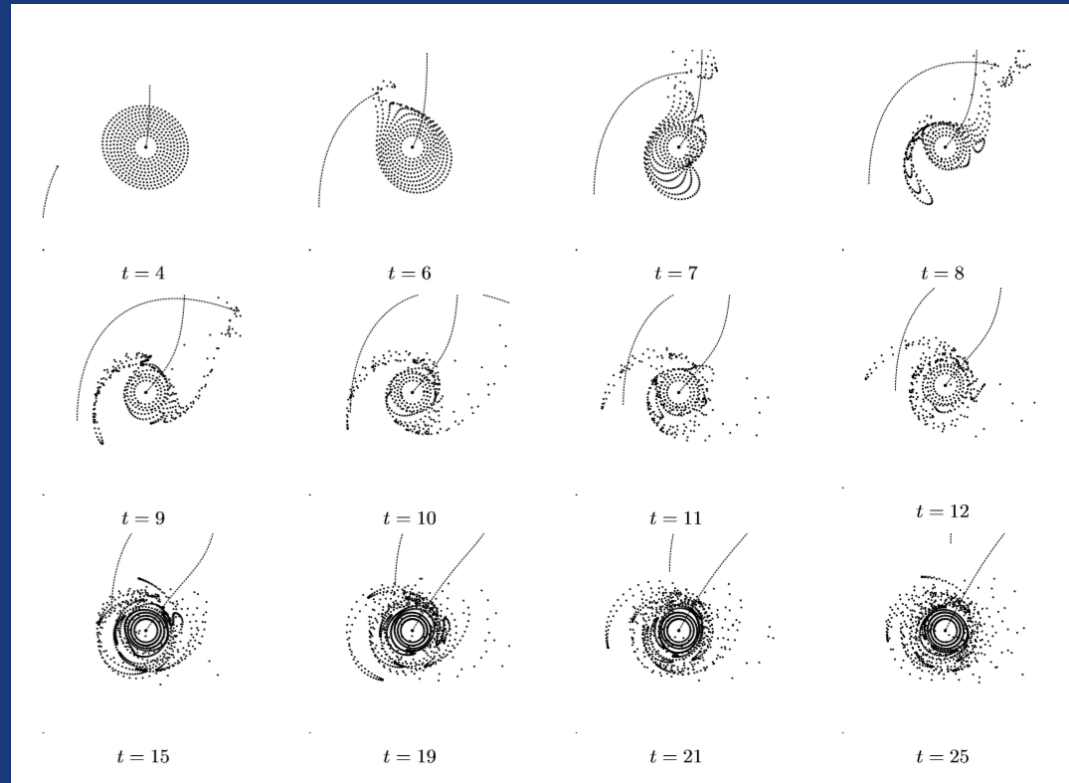 t = 4
t = 6
t = 7
t = 8
t = 9
t = 10
t = 11
t = 12
t = 15
t = 19
t = 21
t = 25